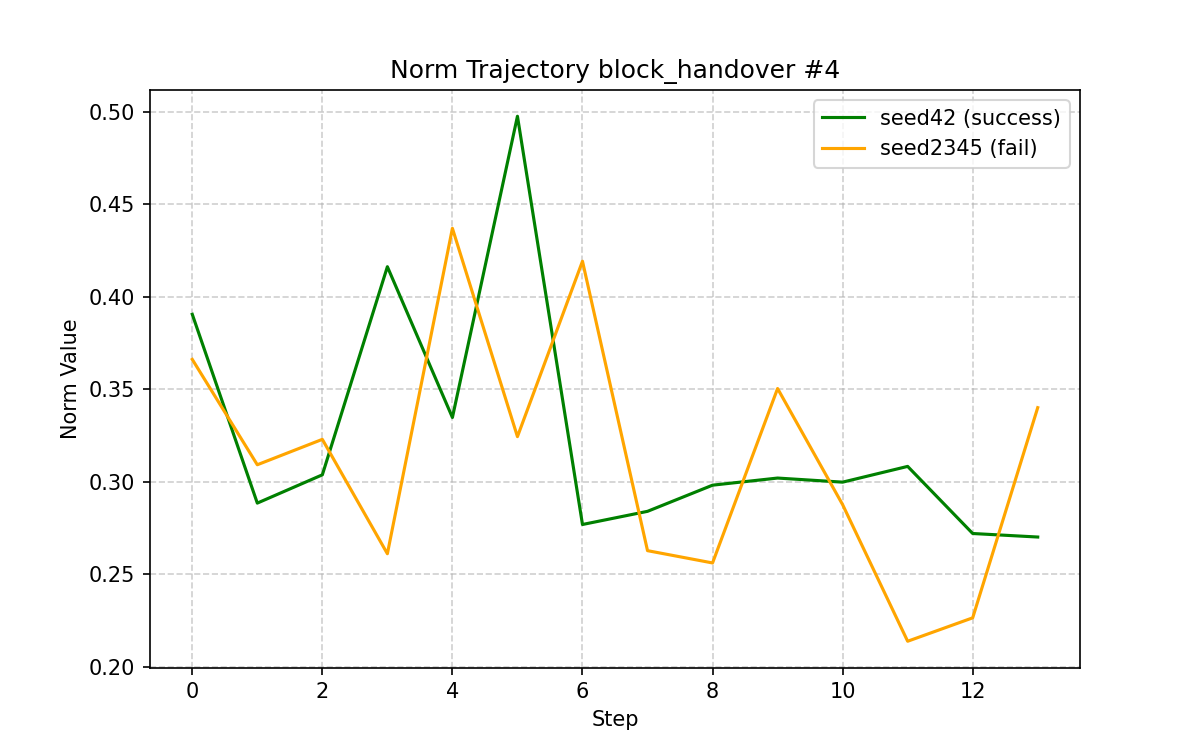 Norm Trajectory block_handover #4
seed42 (success)
seed2345 (fail)
Norm Value
0.50
0.45
0.40
0.35
0.30
0.25
0.20
0 2 4 6 8 10 12
Step